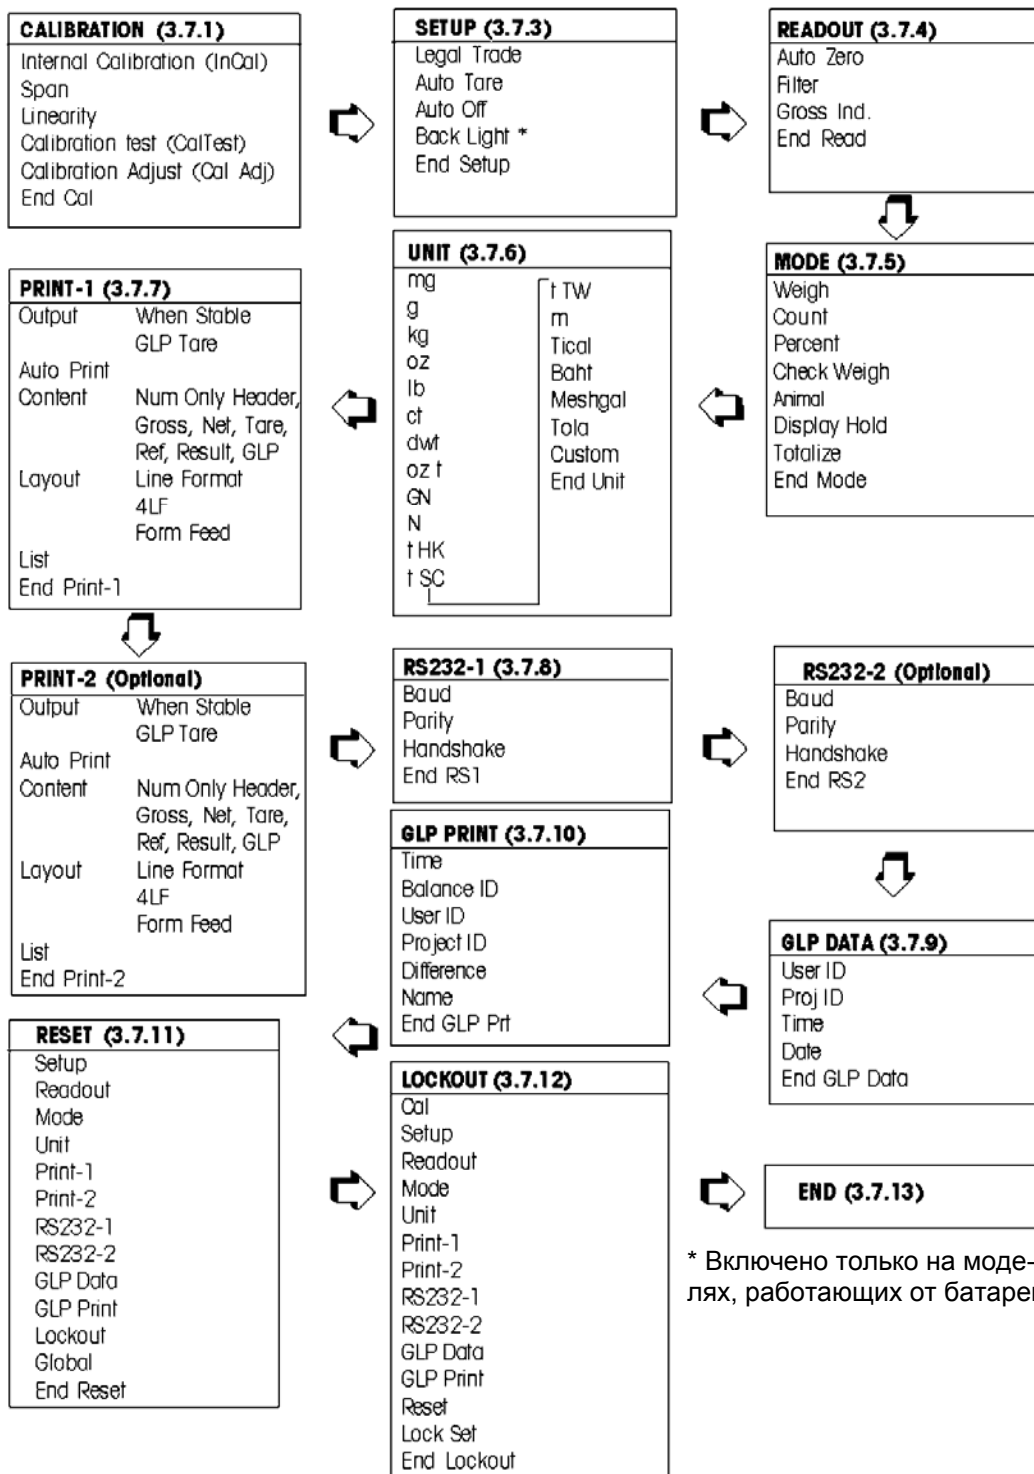 CALIBRATION (3.7.1)
Internal Calibration (InCal)
Span
Linearity
Calibration test (CalTest)
Calibration Adjust (Cal Adj)
End Cal
SETUP (3.7.3)
Legal Trade
Auto Tare
Auto Off
Back Light *
End Setup
READOUT (3.7.4)
Auto Zero
Filter
Gross Ind.
End Read
MODE (3.7.5)
Weigh
Count
Percent
Check Weigh
Animal
Display Hold
Totalize
End Mode
UNIT (3.7.6)
mg
g
kg
oz
lb
ct
dwt
oz t
GN
N
t HK
t SC
t TW
m
Tical
Baht
Meshgal
Tola
Custom
End Unit
PRINT-1 (3.7.7)
Output When Stable
GLP Tare
Auto Print
Content Num Only Header,
Gross, Net, Tare,
Ref, Result, GLP
Layout Line Format
4LF
Form Feed
List
End Print-1
PRINT-2 (Optional)
Output When Stable
GLP Tare
Auto Print
Content Num Only Header,
Gross, Net, Tare,
Ref, Result, GLP
Layout Line Format
4LF
Form Feed
List
End Print-2
RS232-1 (3.7.8)
Baud
Parity
Handshake
End RS1
RS232-2 (Optional)
Baud
Parity
Handshake
End RS2
GLP DATA (3.7.9)
User ID
Proj ID
Time
Date
End GLP Data
GLP PRINT (3.7.10)
Time
Balance ID
User ID
Project ID
Difference
Name
End GLP Prt
RESET (3.7.11)
Setup
Readout
Mode
Unit
Print-1
Print-2
RS232-1
RS232-2
GLP Data
GLP Print
Lockout
Global
End Reset
LOCKOUT (3.7.12)
Cal
Setup
Readout
Mode
Unit
Print-1
Print-2
RS232-1
RS232-2
GLP Data
GLP Print
Reset
Lock Set
End Lockout
END (3.7.13)
* Включено только на моде-
лях, работающих от